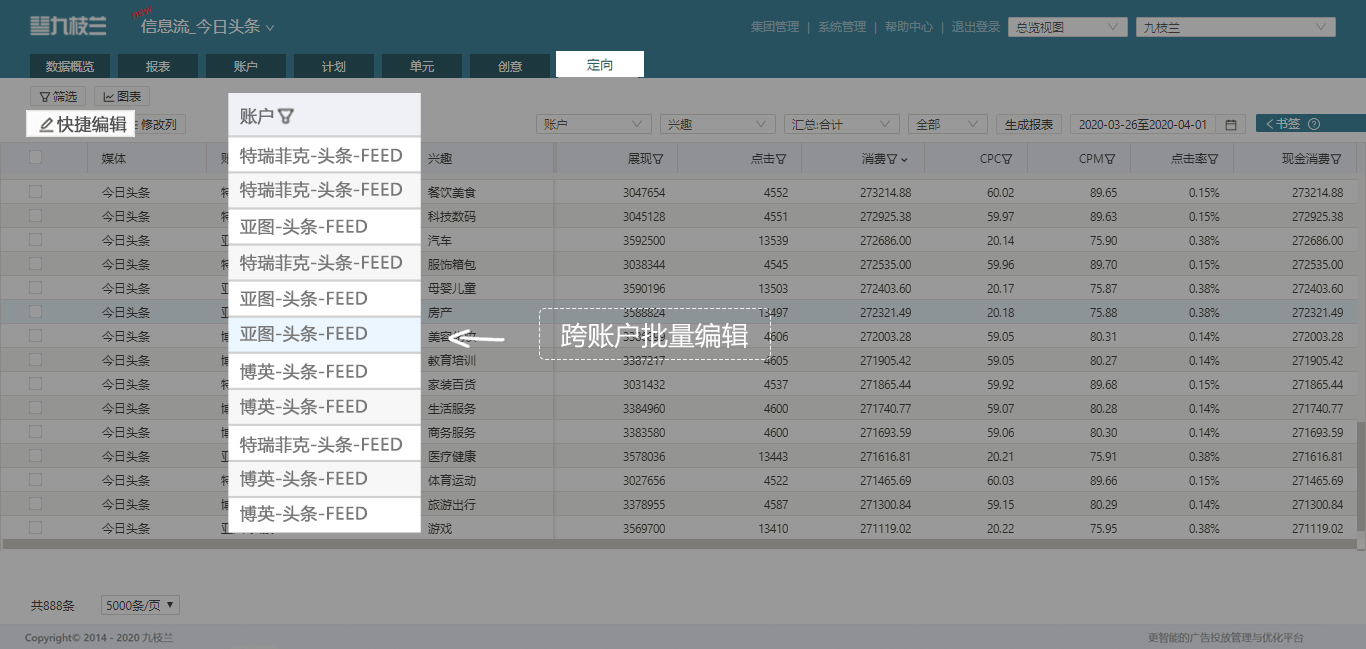 九枝兰 new 信息流_今日头条 集团管理 | 系统管理 | 帮助中心 | 退出登录 总览视图 九枝兰
数据概览 报表 账户 计划 单元 创意 定向
筛选 图表
快捷编辑 修改列 账户 兴趣 汇总:合计 全部 生成报表 2020-03-26至2020-04-01 <书签
媒体 账户 兴趣 展现 点击 消费 CPC CPM 点击率 现金消费
今日头条 特瑞菲克-头条-FEED 餐饮美食 3047654 4552 273214.88 60.02 89.65 0.15% 273214.88
今日头条 特瑞菲克-头条-FEED 科技数码 3045128 4551 272925.38 59.97 89.63 0.15% 272925.38
今日头条 亚图-头条-FEED 汽车 3592500 13539 272686.00 20.14 75.90 0.38% 272686.00
今日头条 特瑞菲克-头条-FEED 服饰箱包 3038344 4545 272535.00 59.96 89.70 0.15% 272535.00
今日头条 亚图-头条-FEED 母婴儿童 3590196 13503 272403.60 20.17 75.87 0.38% 272403.60
今日头条 亚图-头条-FEED 房产 3588824 13497 272321.49 20.18 75.88 0.38% 272321.49
跨账户批量编辑
今日头条 博英-头条-FEED 4606 272003.28 59.05 80.31 0.14% 272003.28
今日头条 博英-头条-FEED 教育培训 3387217 4605 271905.42 59.05 80.27 0.14% 271905.42
今日头条 特瑞菲克-头条-FEED 家装百货 3031432 4537 271865.44 59.92 89.68 0.15% 271865.44
今日头条 博英-头条-FEED 生活服务 3384960 4600 271740.77 59.07 80.28 0.14% 271740.77
今日头条 博英-头条-FEED 商务服务 3383580 4600 271693.59 59.06 80.30 0.14% 271693.59
今日头条 医疗健康 3578036 13443 271616.81 20.21 75.91 0.38% 271616.81
今日头条 体育运动 3027656 4522 271465.69 60.03 89.66 0.15% 271465.69
今日头条 旅游出行 3378955 4587 271300.84 59.15 80.29 0.14% 271300.84
今日头条 游戏 3569700 13410 271119.02 20.22 75.95 0.38% 271119.02
共888条 5000条/页
Copyright© 2014 - 2020 九枝兰 更智能的广告投放管理与优化平台